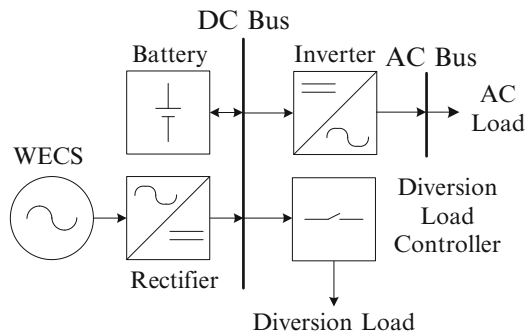 DC Bus
Battery
Inverter
AC Bus
AC
Load
WECS
Rectifier
Diversion
Load
Controller
Diversion Load